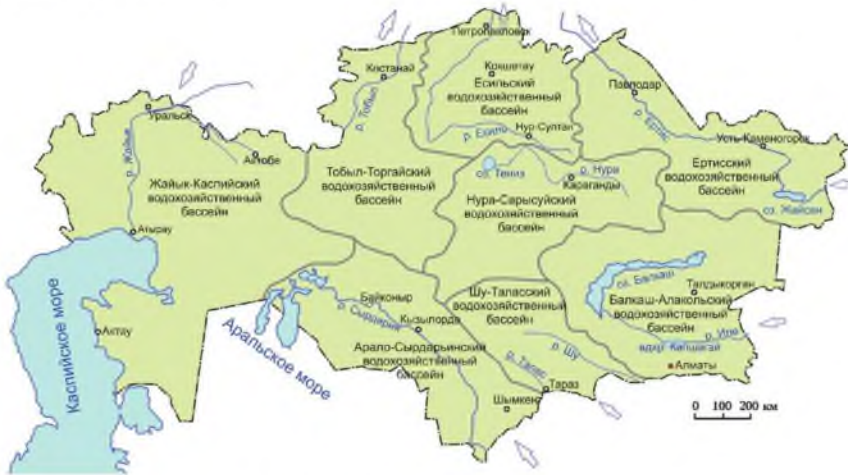 Петропавловск
Костанай
Кокшетау
Есильский
водохозяйственный
бассейн
р. Тобыл
р. Есиль
Нур-Султан
Павлодар
р. Ертис
Усть-Каменогорск
Ертисский
водохозяйственный
бассейн
оз. Жайсан
Уральск
Актобе
р. Жайык
Жайык-Каспийский
водохозяйственный
бассейн
Атырау
Тобыл-Торгайский
водохозяйственный
бассейн
оз. Тениз
р. Нура
Караганды
Нура-Сарысуйский
водохозяйственный
бассейн
Каспийское море
Актау
Аральское море
Байконыр
р. Сырдарья
Кызылорда
Арало-Сырдарьинский
водохозяйственный
бассейн
Шымкент
Шу-Таласский
водохозяйственный
бассейн
р. Шу
р. Талас
Тараз
оз. Балкаш
Талдыкорган
Балкаш-Алакольский
водохозяйственный
бассейн
р. Иле
вдхр. Капшагай
Алматы
0 100 200 км